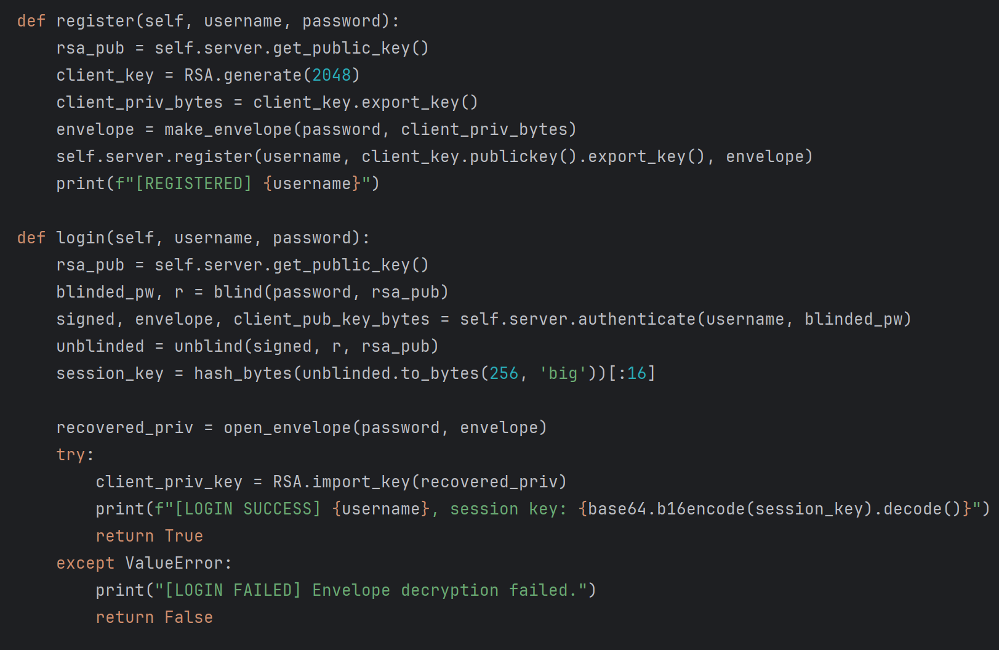 def register(self, username, password):
    rsa_pub = self.server.get_public_key()
    client_key = RSA.generate(2048)
    client_priv_bytes = client_key.export_key()
    envelope = make_envelope(password, client_priv_bytes)
    self.server.register(username, client_key.publickey().export_key(), envelope)
    print(f"[REGISTERED] {username}")

def login(self, username, password):
    rsa_pub = self.server.get_public_key()
    blinded_pw, r = blind(password, rsa_pub)
    signed, envelope, client_pub_key_bytes = self.server.authenticate(username, blinded_pw)
    unblinded = unblind(signed, r, rsa_pub)
    session_key = hash_bytes(unblinded.to_bytes(256, 'big'))[:16]

    recovered_priv = open_envelope(password, envelope)
    try:
        client_priv_key = RSA.import_key(recovered_priv)
        print(f"[LOGIN SUCCESS] {username}, session key: {base64.b16encode(session_key).decode()}")
        return True
    except ValueError:
        print("[LOGIN FAILED] Envelope decryption failed.")
        return False